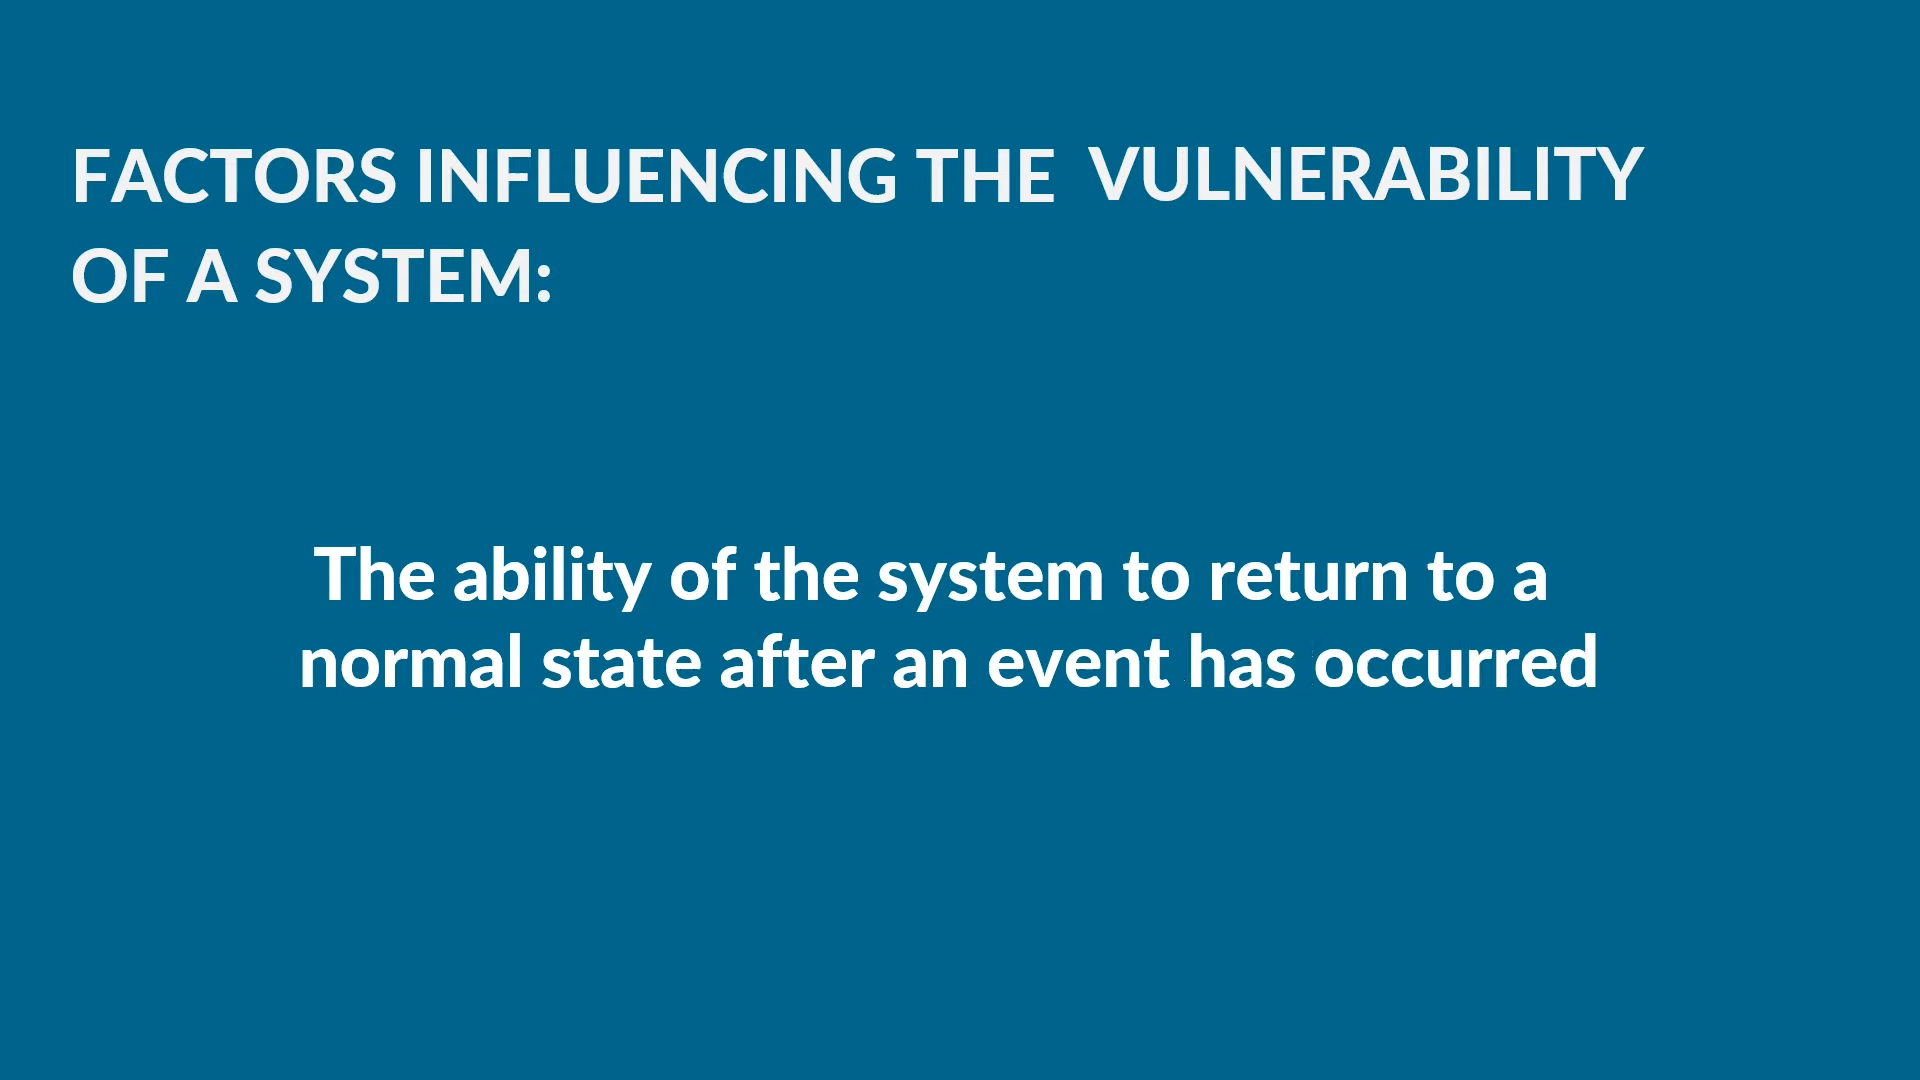 FACTORS INFLUENCING THE VULNERABILITY
OF A SYSTEM:
The ability of the system to return to a
normal state after an event has occurred